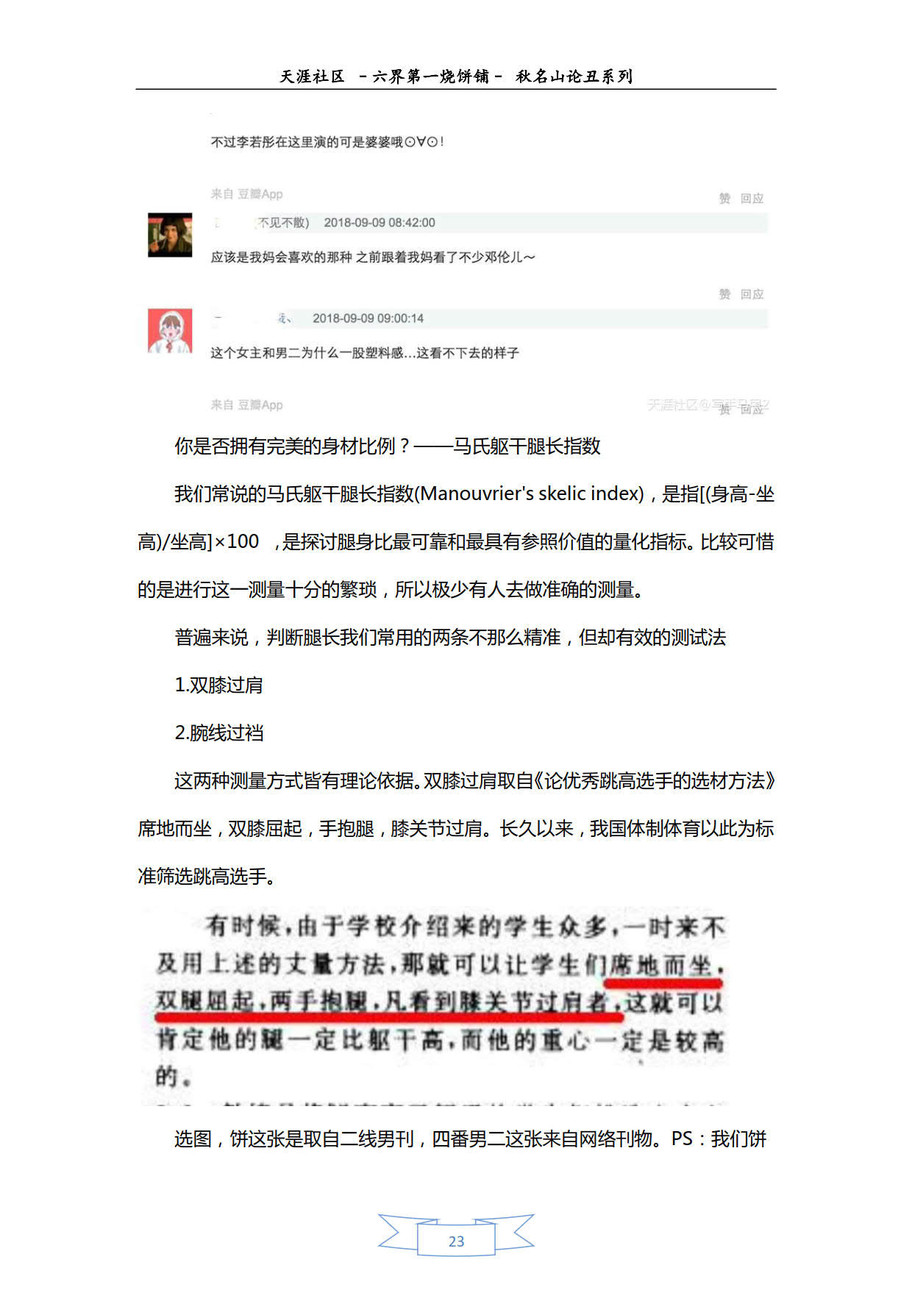 天涯社区 –六界第一烧饼铺– 秋名山论丑系列
不过李若彤在这里演的可是婆婆哦⊙∀⊙!
来自 豆瓣App
赞 回应
不见不散) 2018-09-09 08:42:00
应该是我妈会喜欢的那种 之前跟着我妈看了不少邓伦儿～
赞 回应
2018-09-09 09:00:14
这个女主和男二为什么一股塑料感...这看不下去的样子
来自 豆瓣App
天涯社区@
赞 回应
你是否拥有完美的身材比例？——马氏躯干腿长指数
我们常说的马氏躯干腿长指数(Manouvrier's skelic index)，是指[(身高-坐
高)/坐高]×100 ，是探讨腿身比最可靠和最具有参照价值的量化指标。比较可惜
的是进行这一测量十分的繁琐，所以极少有人去做准确的测量。
普遍来说，判断腿长我们常用的两条不那么精准，但却有效的测试法
1.双膝过肩
2.腕线过裆
这两种测量方式皆有理论依据。双膝过肩取自《论优秀跳高选手的选材方法》
席地而坐，双膝屈起，手抱腿，膝关节过肩。长久以来，我国体制体育以此为标
准筛选跳高选手。
有时候，由于学校介绍来的学生众多，一时来不
及用上述的丈量方法，那就可以让学生们席地而坐，
双腿屈起，两手抱腿，凡看到膝关节过肩者，这就可以
肯定他的腿一定比躯干高，而他的重心一定是较高
的。
选图，饼这张是取自二线男刊，四番男二这张来自网络刊物。PS：我们饼
23